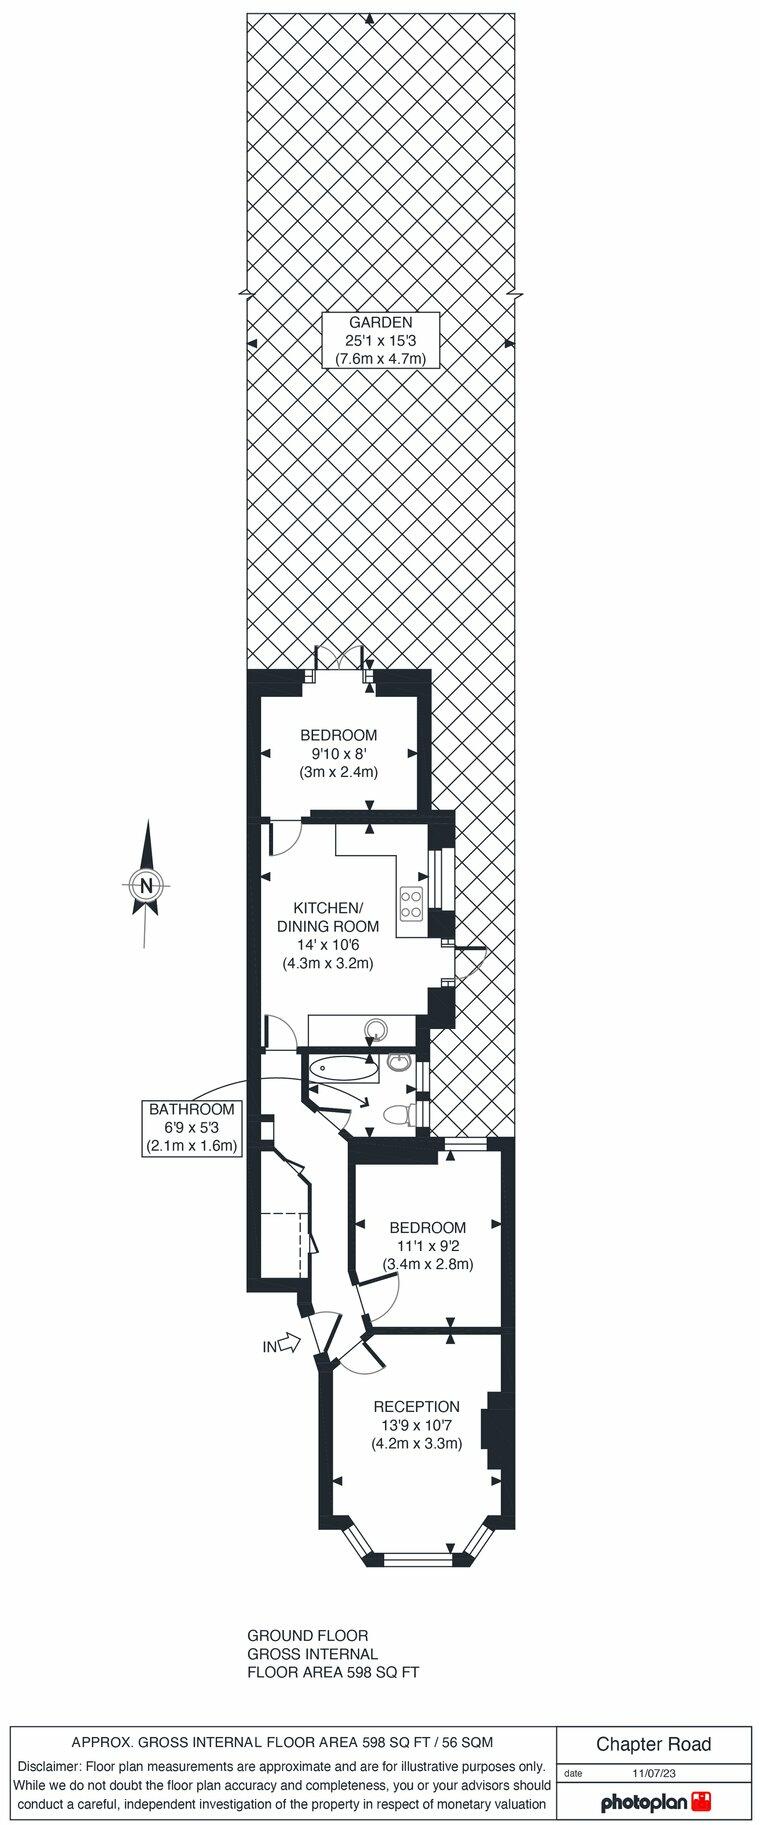 GARDEN
25'1 x 15'3
(7.6m x 4.7m)
BEDROOM
9'10 x 8'
(3m x 2.4m)
N
KITCHEN/
DINING ROOM
14' x 10'6
(4.3m x 3.2m)
BATHROOM
6'9 x 5'3
(2.1m x 1.6m)
BEDROOM
11'1 x 9'2
(3.4m x 2.8m)
IN
RECEPTION
13'9 x 10'7
(4.2m x 3.3m)
GROUND FLOOR
GROSS INTERNAL
FLOOR AREA 598 SQ FT
APPROX. GROSS INTERNAL FLOOR AREA 598 SQ FT / 56 SQM
Disclaimer: Floor plan measurements are approximate and are for illustrative purposes only.
While we do not doubt the floor plan accuracy and completeness, you or your advisors should
conduct a careful, independent investigation of the property in respect of monetary valuation
Chapter Road
date 11/07/23
photoplan